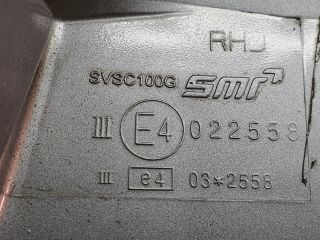 RHJ
SVSC100G SMR
III E4 022558
III e4 03*2558